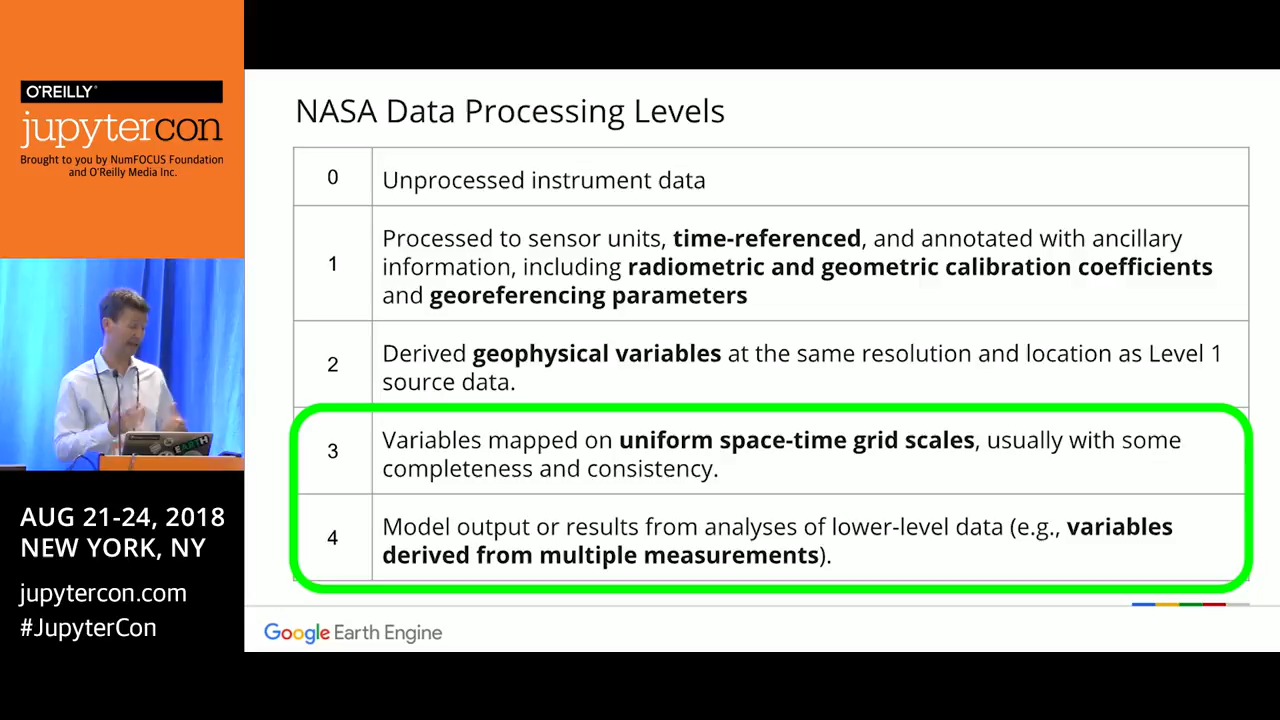 O'REILLY®
jupytercon
Brought to you by NumFOCUS Foundation
and O'Reilly Media Inc.
AUG 21-24, 2018
NEW YORK, NY
jupytercon.com
#JupyterCon
NASA Data Processing Levels
0
Unprocessed instrument data
1
Processed to sensor units, time-referenced, and annotated with ancillary
information, including radiometric and geometric calibration coefficients
and georeferencing parameters
2
Derived geophysical variables at the same resolution and location as Level 1
source data.
3
Variables mapped on uniform space-time grid scales, usually with some
completeness and consistency.
4
Model output or results from analyses of lower-level data (e.g., variables
derived from multiple measurements).
Google Earth Engine
EARTH